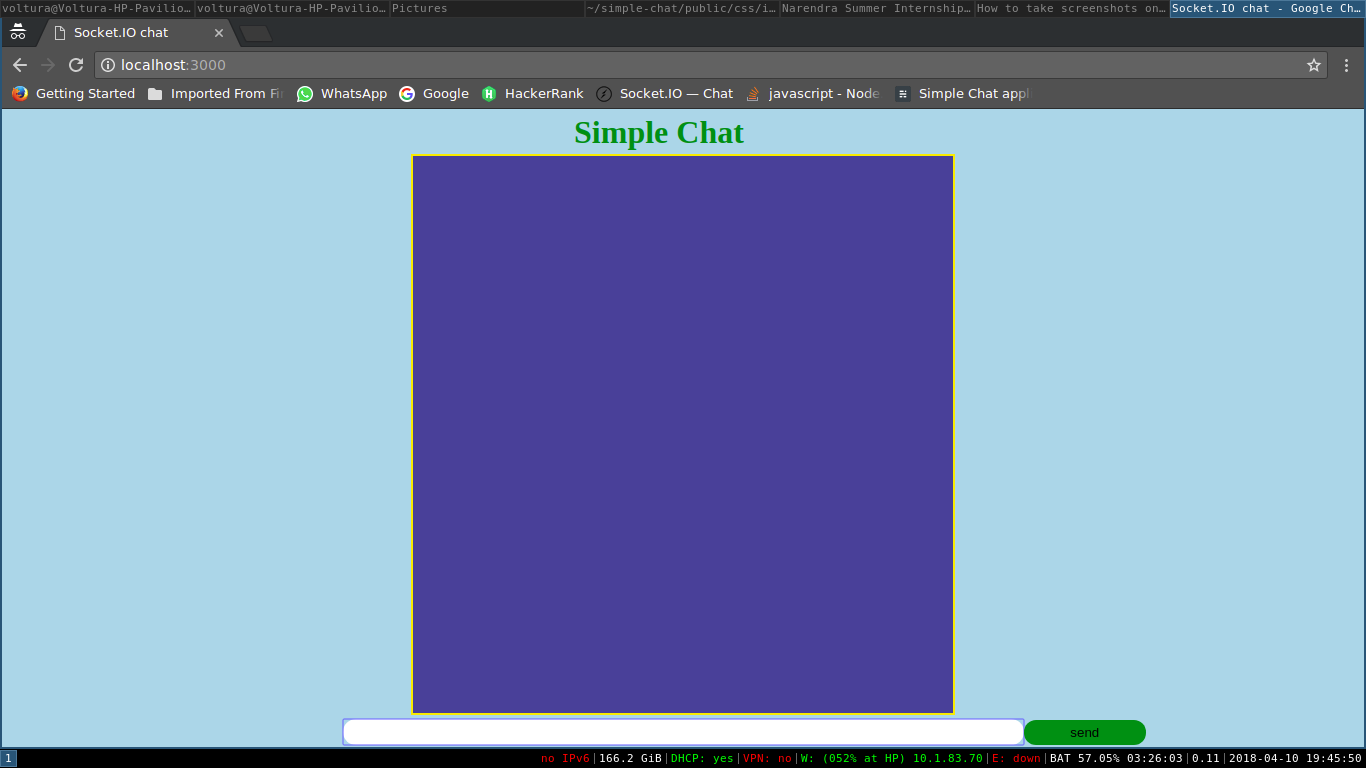 voltura@Voltura-HP-Pavilio… voltura@Voltura-HP-Pavilio… Pictures ~/simple-chat/public/css/i… Narendra Summer Internship… How to take screenshots on… Socket.IO chat - Google Ch…
Socket.IO chat
localhost:3000
Getting Started Imported From Fi WhatsApp Google HackerRank Socket.IO — Chat javascript - Node Simple Chat appl
Simple Chat
send
1 no IPv6|166.2 GiB|DHCP: yes|VPN: no|W: (052% at HP) 10.1.83.70|E: down|BAT 57.05% 03:26:03|0.11|2018-04-10 19:45:50